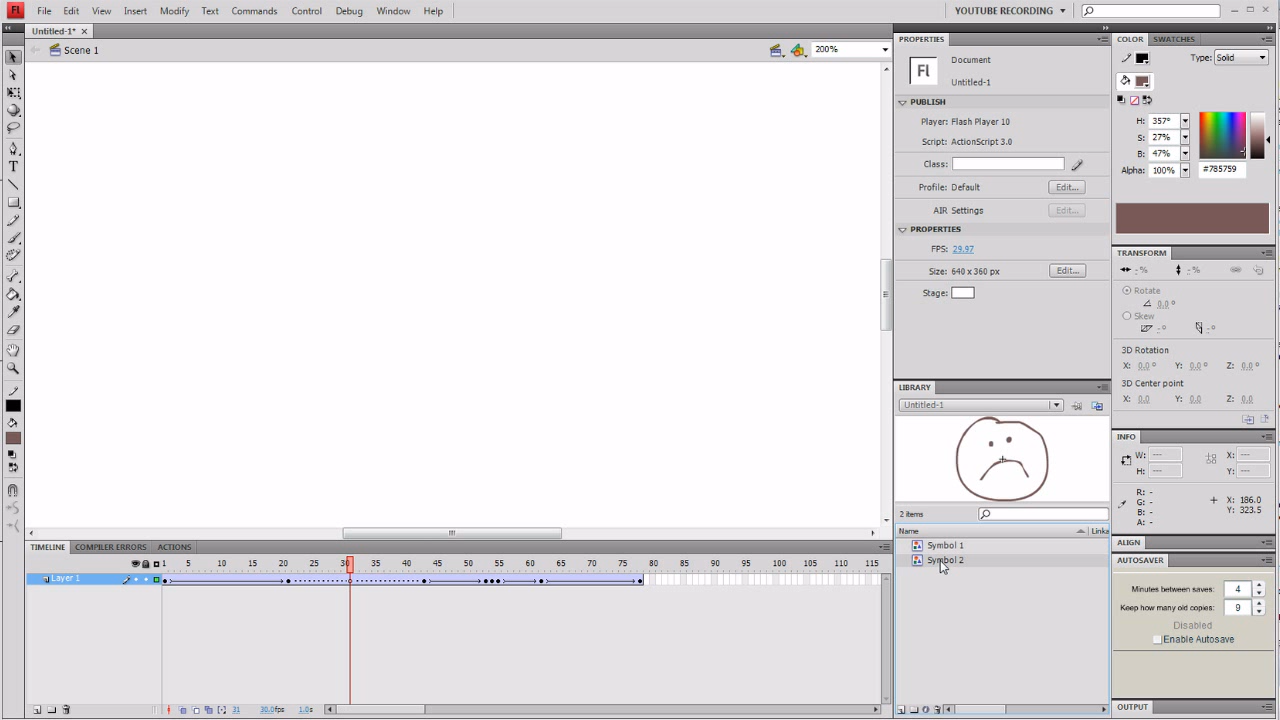 Fl File Edit View Insert Modify Text Commands Control Debug Window Help YOUTUBE RECORDING
Untitled-1* ×
Scene 1 200%
PROPERTIES
Fl Document
Untitled-1
PUBLISH
Player: Flash Player 10
Script: ActionScript 3.0
Class:
Profile: Default Edit...
AIR Settings Edit...
PROPERTIES
FPS: 29.97
Size: 640 x 360 px Edit...
Stage:
LIBRARY
Untitled-1
2 items
Name Linka
Symbol 1
Symbol 2
COLOR SWATCHES
Type: Solid
H: 357°
S: 27%
B: 47%
Alpha: 100% #785759
TRANSFORM
- % - %
Rotate
0.0°
Skew
- ° - °
3D Rotation
X: 0.0° Y: 0.0° Z: 0.0°
3D Center point
X: 0.0 Y: 0.0 Z: 0.0
INFO
W: --- X: ---
H: --- Y: ---
R: -
G: - X: 186.0
B: - Y: 323.5
A: -
ALIGN
AUTOSAVER
Minutes between saves: 4
Keep how many old copies: 9
Disabled
Enable Autosave
OUTPUT
TIMELINE COMPILER ERRORS ACTIONS
1 5 10 15 20 25 30 35 40 45 50 55 60 65 70 75 80 85 90 95 100 105 110 115
Layer 1
31 30.0fps 1.0s